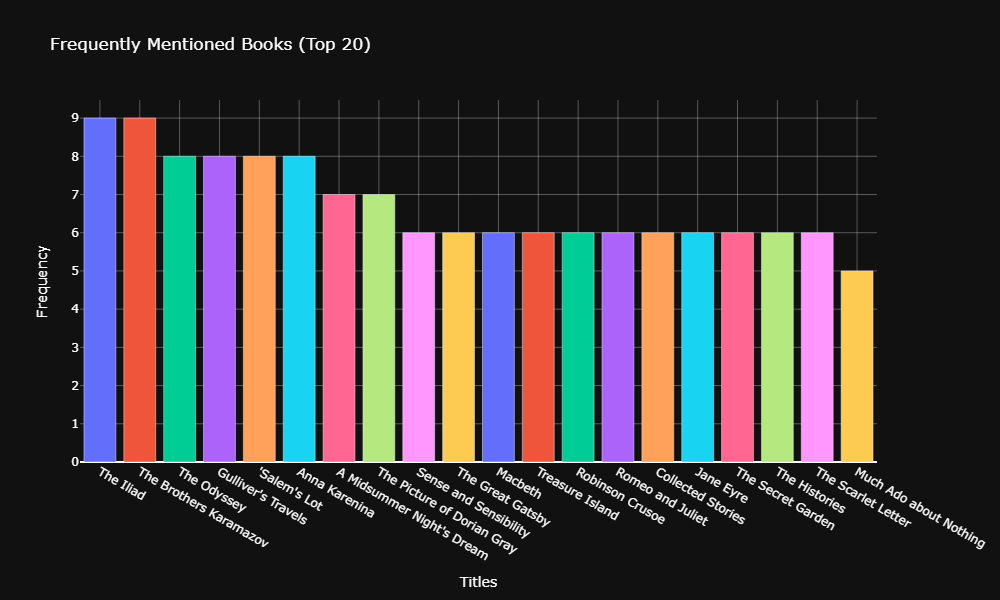 Frequently Mentioned Books (Top 20)
Frequency
9
8
7
6
5
4
3
2
1
0
The Iliad
The Brothers Karamazov
The Odyssey
Gulliver's Travels
'Salem's Lot
Anna Karenina
A Midsummer Night's Dream
The Picture of Dorian Gray
Sense and Sensibility
The Great Gatsby
Macbeth
Treasure Island
Robinson Crusoe
Romeo and Juliet
Collected Stories
Jane Eyre
The Secret Garden
The Histories
The Scarlet Letter
Much Ado about Nothing
Titles